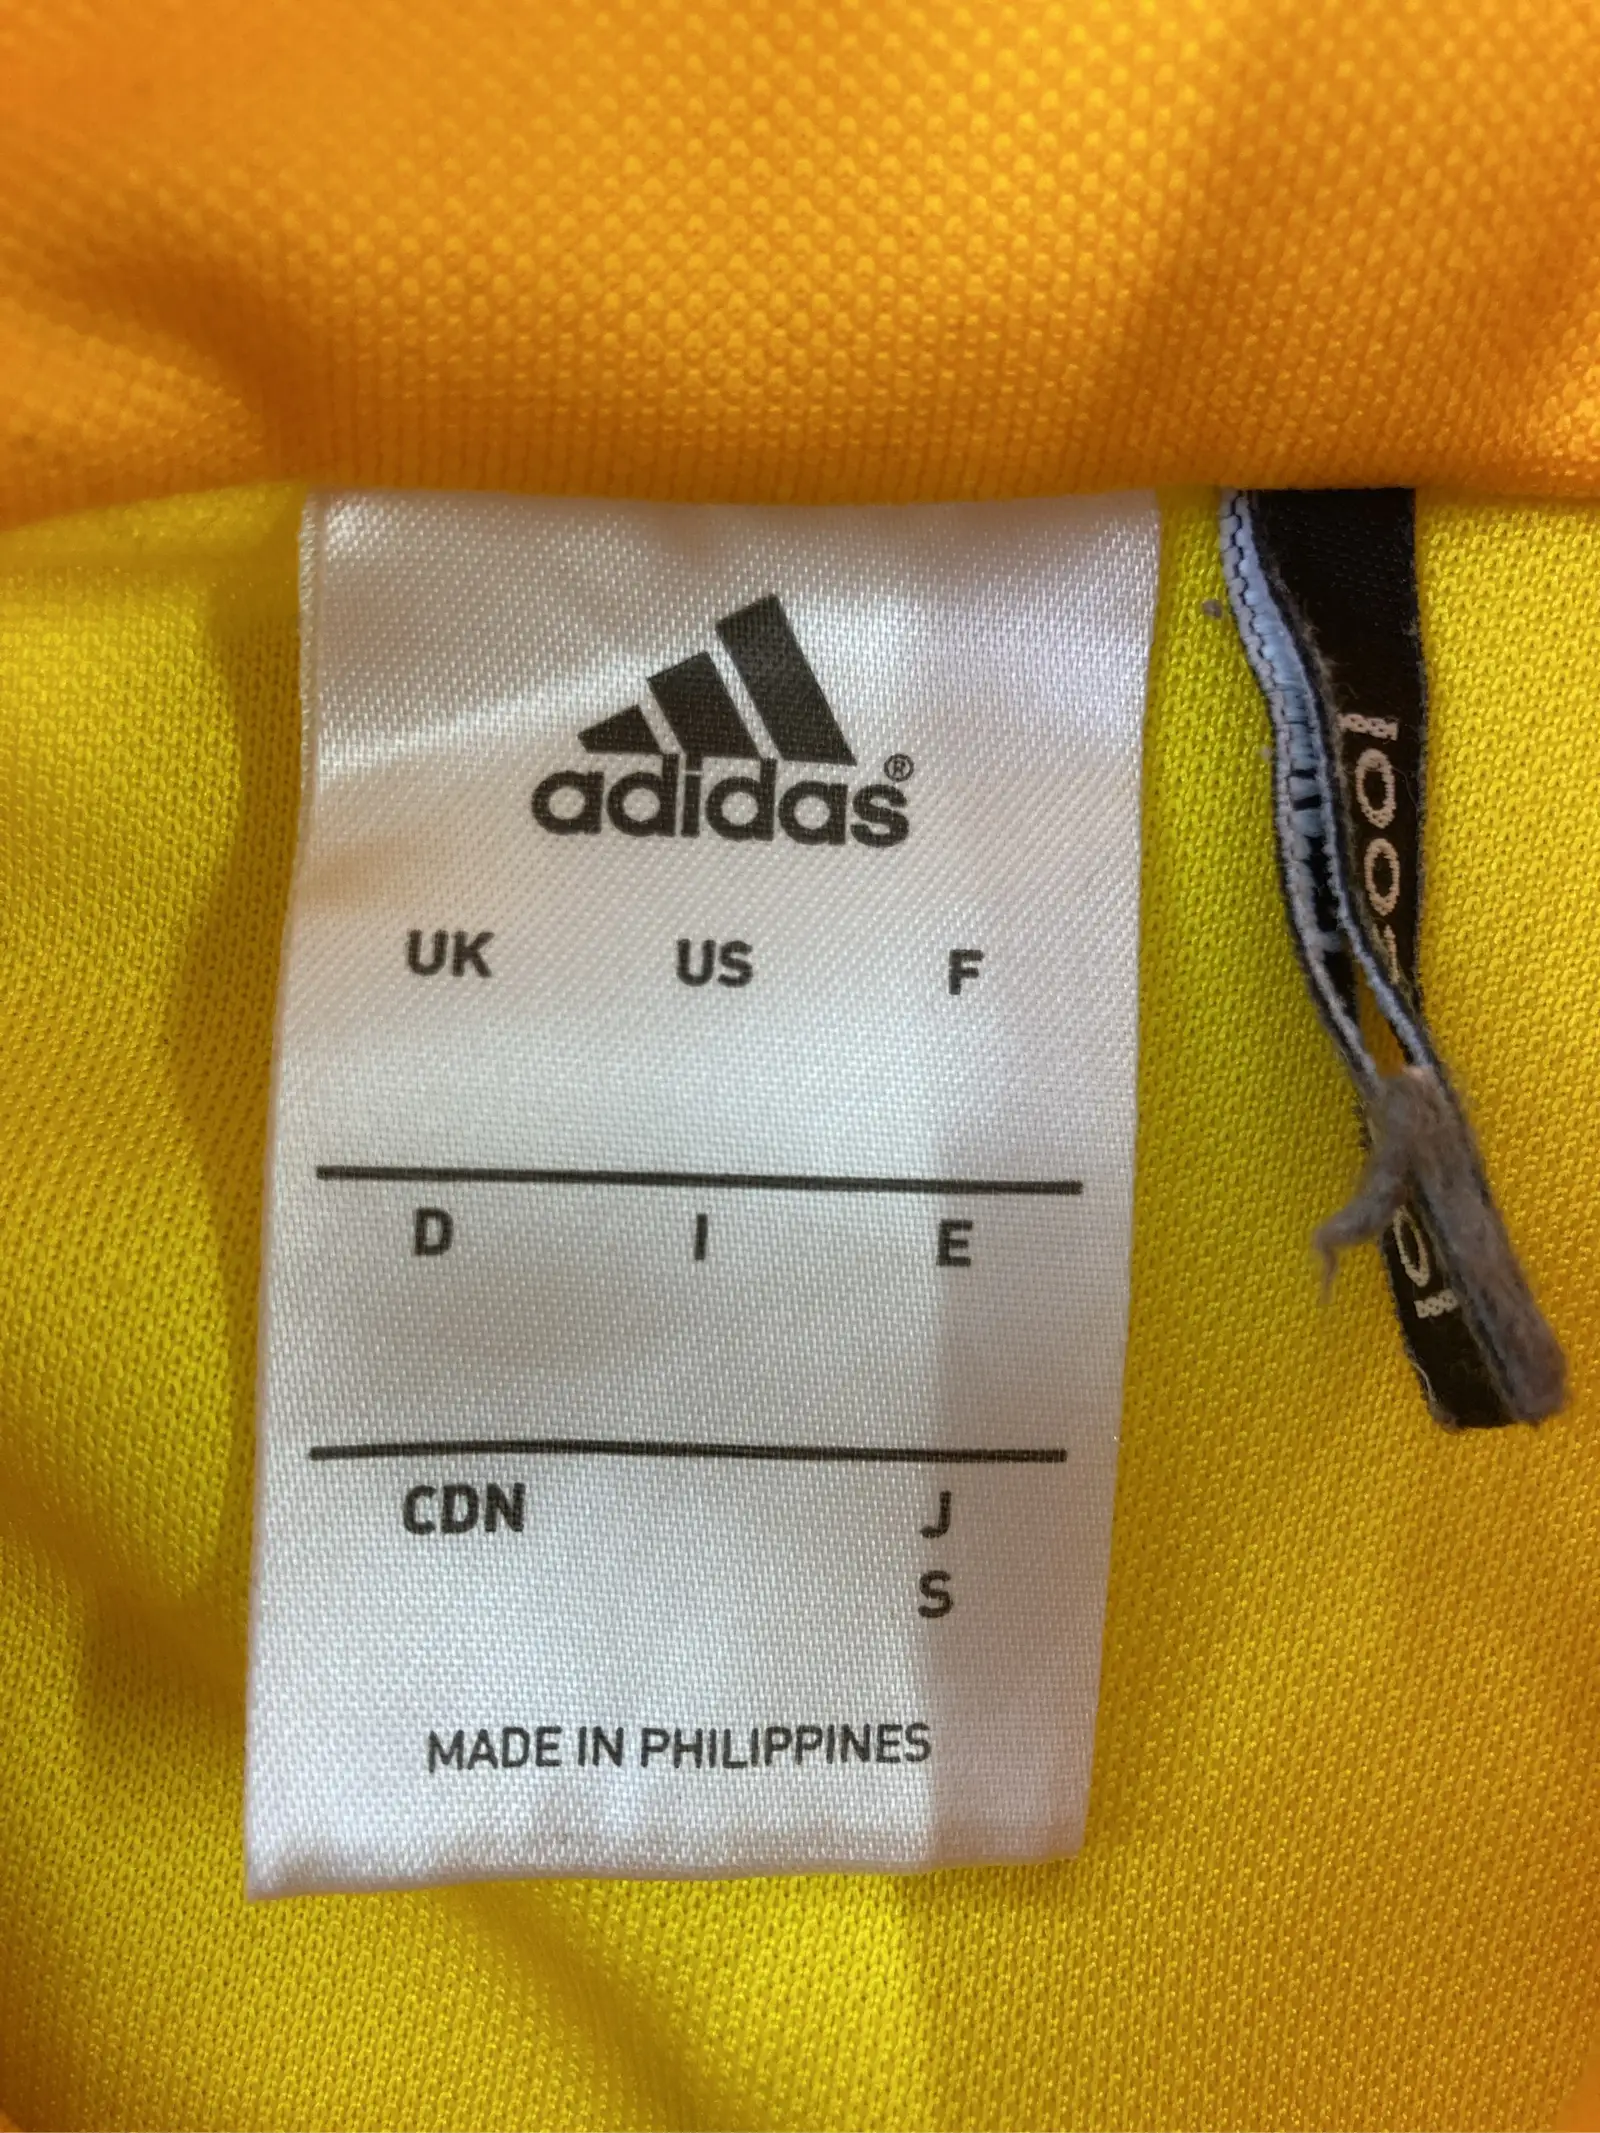 adidas®
UK US F
D I E
CDN J
S
MADE IN PHILIPPINES